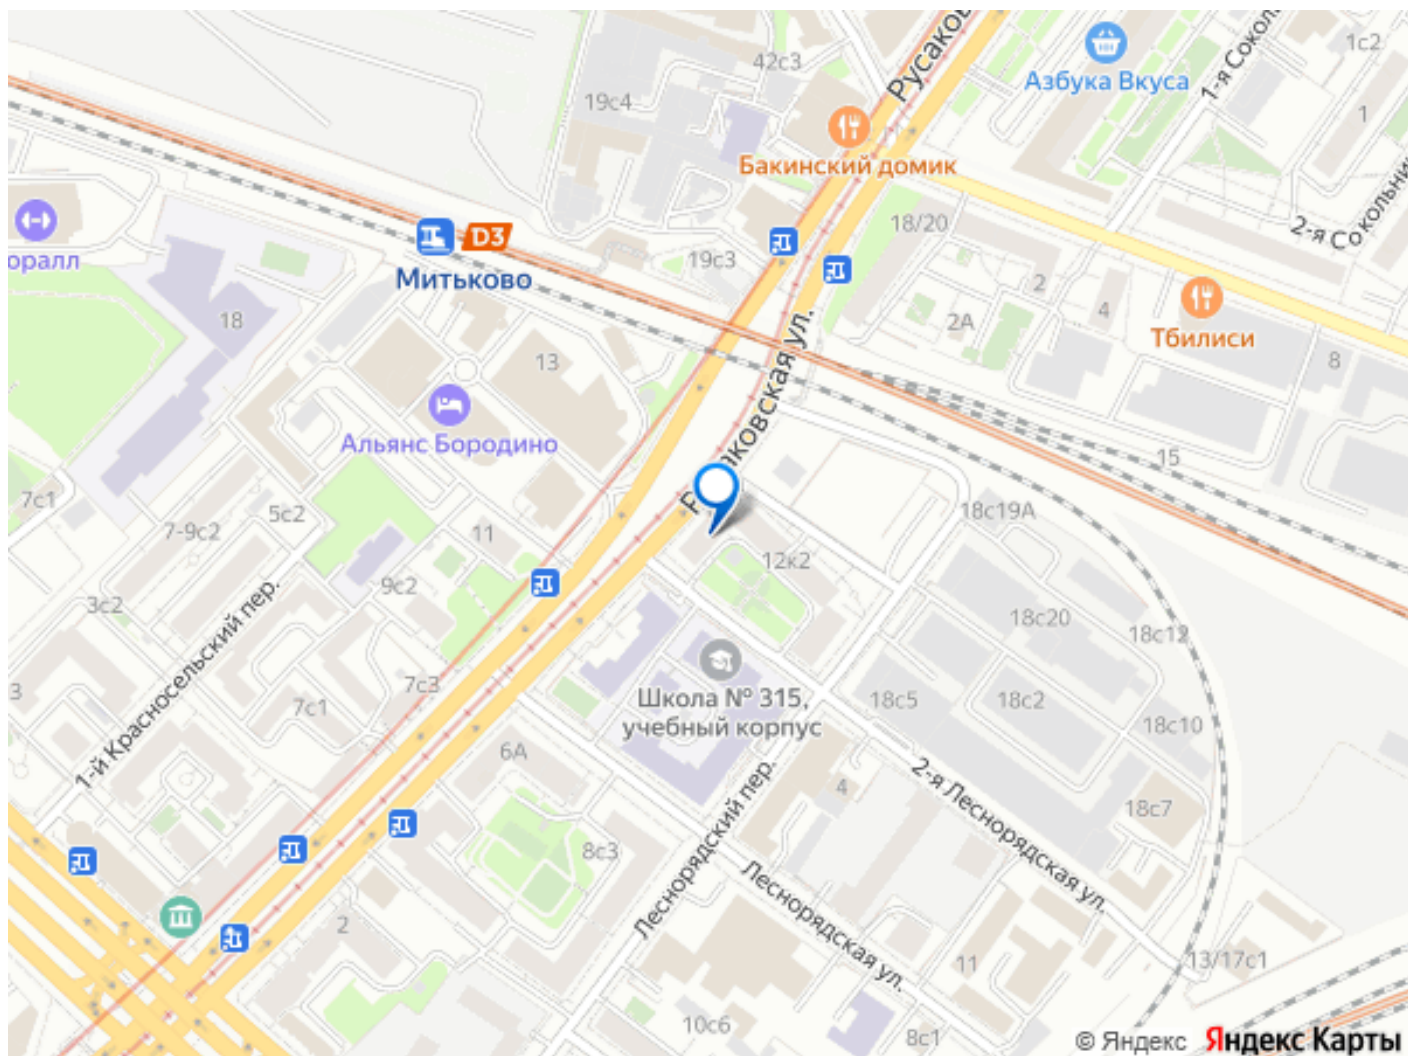 42с3
Русаков
Азбука Вкуса
1-я Сокол
1с2
19с4
1
Бакинский домик
2-я Сокольни
18/20
D3
Митьково
19с3
2
4
2А
Тбилиси
8
оралл
18
13
Альянс Бородино
Русаковская ул.
15
7с1
5с2
7-9с2
11
18с19А
12к2
9с2
3с2
18с20
18с12
1-й Красносельский пер.
3
7с3
7с1
Школа № 315,
учебный корпус
18с5
18с2
18с10
6А
4
18с7
2-я Леснорядская ул.
8с3
Леснорядский пер.
Леснорядская ул.
2
11
13/17с1
10с6
8с1
© Яндекс Яндекс Карты